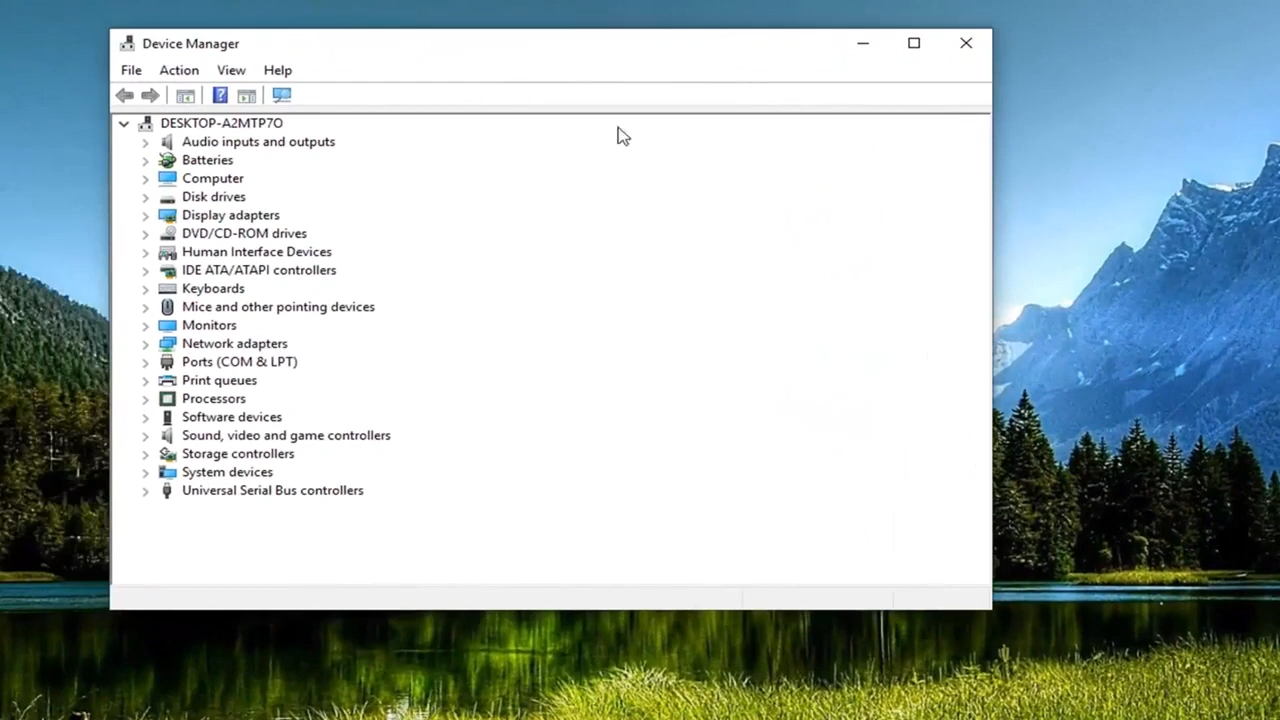 Device Manager
File Action View Help
DESKTOP-A2MTP7O
Audio inputs and outputs
Batteries
Computer
Disk drives
Display adapters
DVD/CD-ROM drives
Human Interface Devices
IDE ATA/ATAPI controllers
Keyboards
Mice and other pointing devices
Monitors
Network adapters
Ports (COM & LPT)
Print queues
Processors
Software devices
Sound, video and game controllers
Storage controllers
System devices
Universal Serial Bus controllers